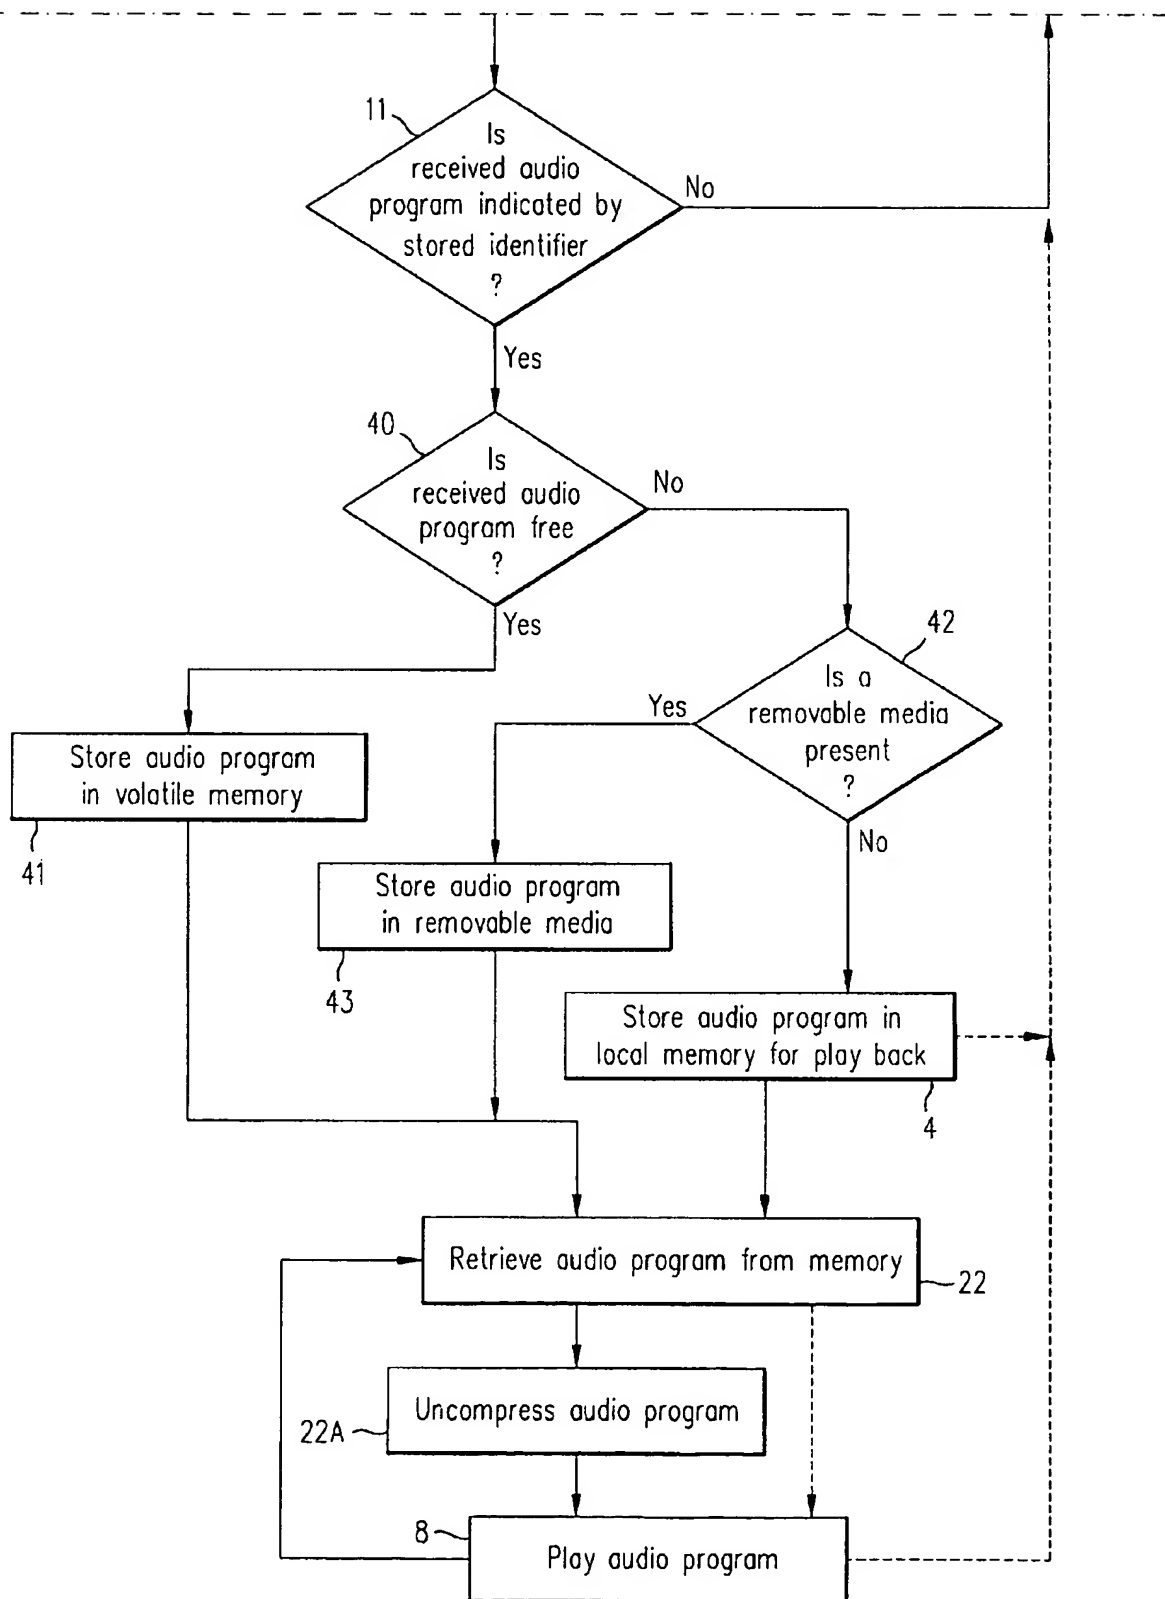 11
Is
received audio
program indicated by
stored identifier
?
No
Yes
40
Is
received audio
program free
?
No
Yes
42
Is a
removable media
present
?
Yes
No
Store audio program
in volatile memory
41
Store audio program
in removable media
43
Store audio program in
local memory for play back
4
Retrieve audio program from memory
22
Uncompress audio program
22A
8
Play audio program